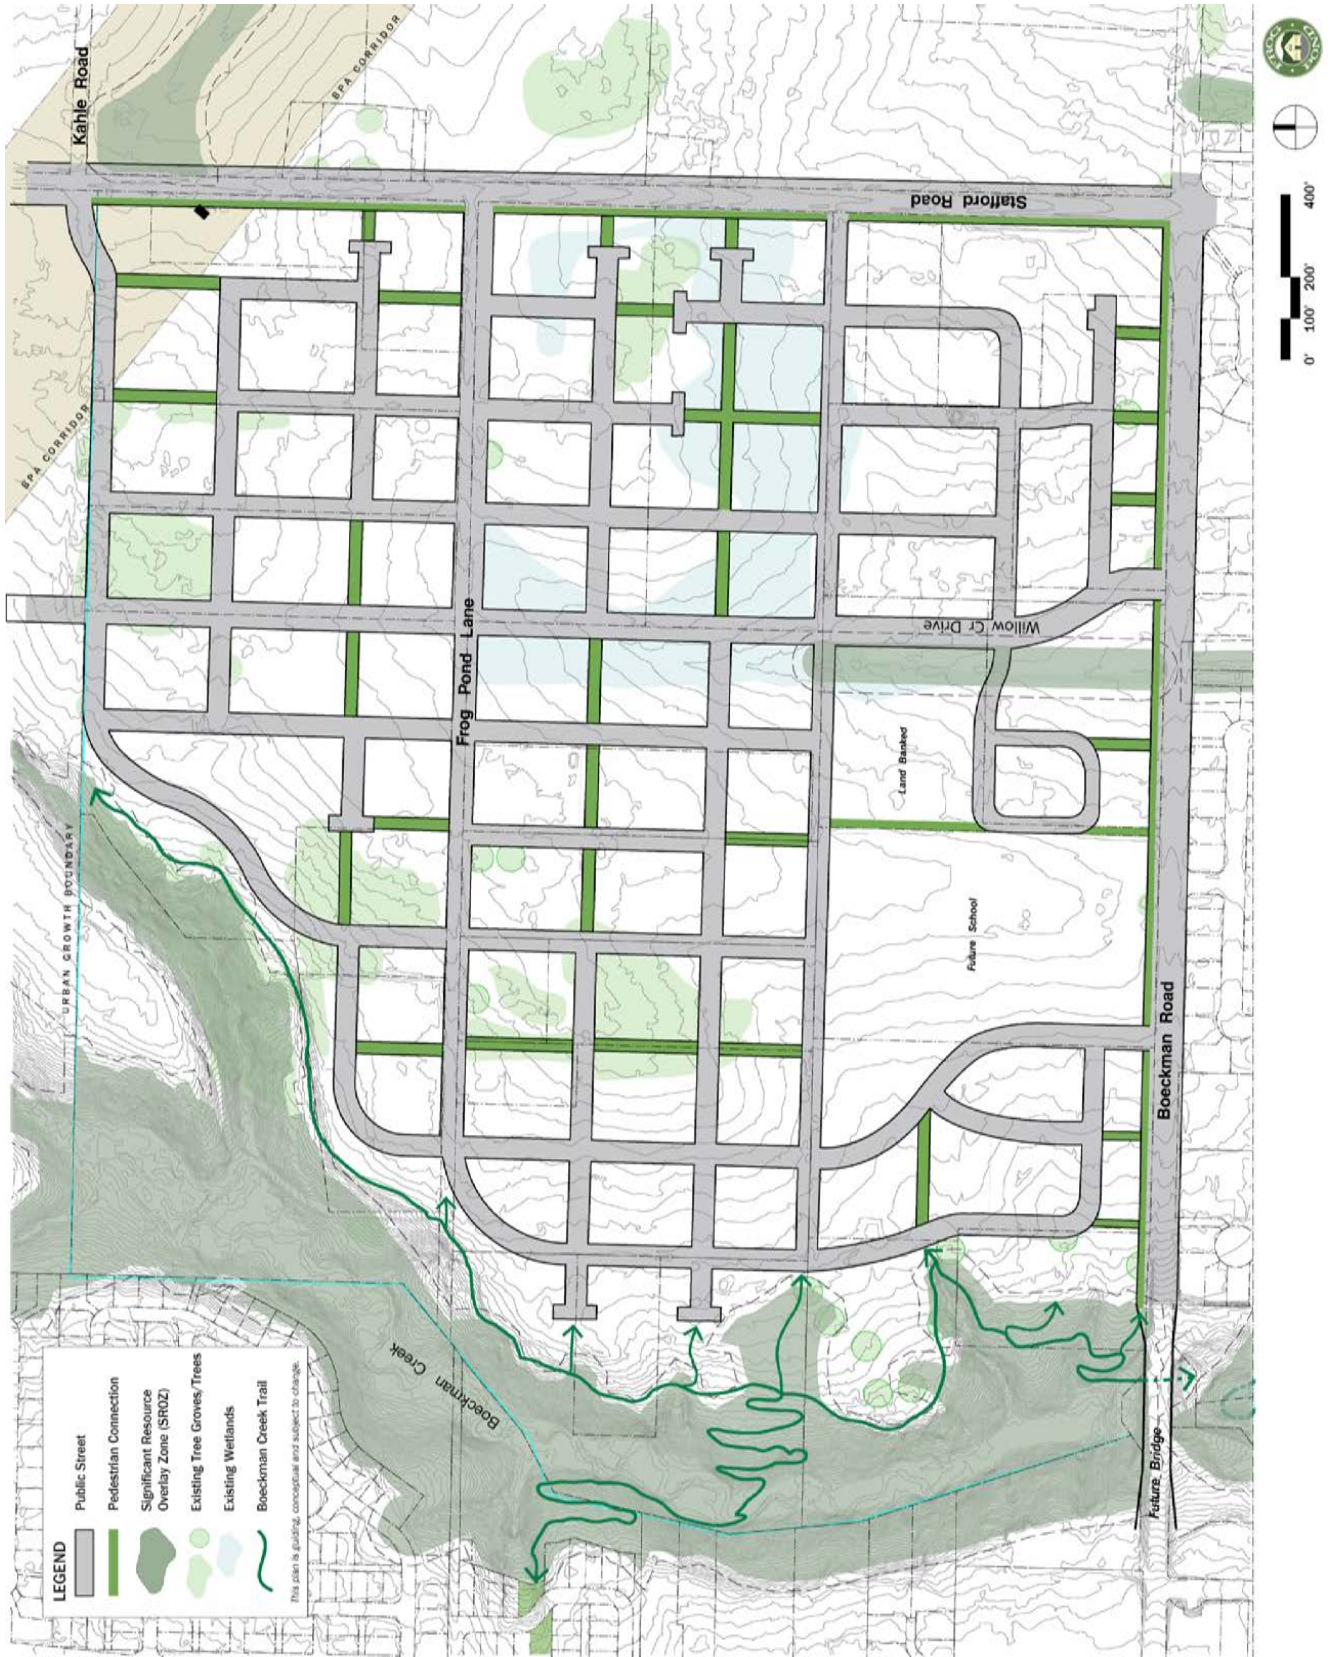 LEGEND
Public Street
Pedestrian Connection
Significant Resource
Overlay Zone (SROZ)
Existing Tree Groves/Trees
Existing Wetlands
Boeckman Creek Trail
This plan is guiding, conceptual and subject to change.
Boeckman Creek
URBAN GROWTH BOUNDARY
BPA CORRIDOR
BPA CORRIDOR
Kahle Road
Frog Pond Lane
Stafford Road
Willow Cr Drive
Land Banked
Future School
Boeckman Road
Future Bridge
0' 100' 200' 400'
FROG POND